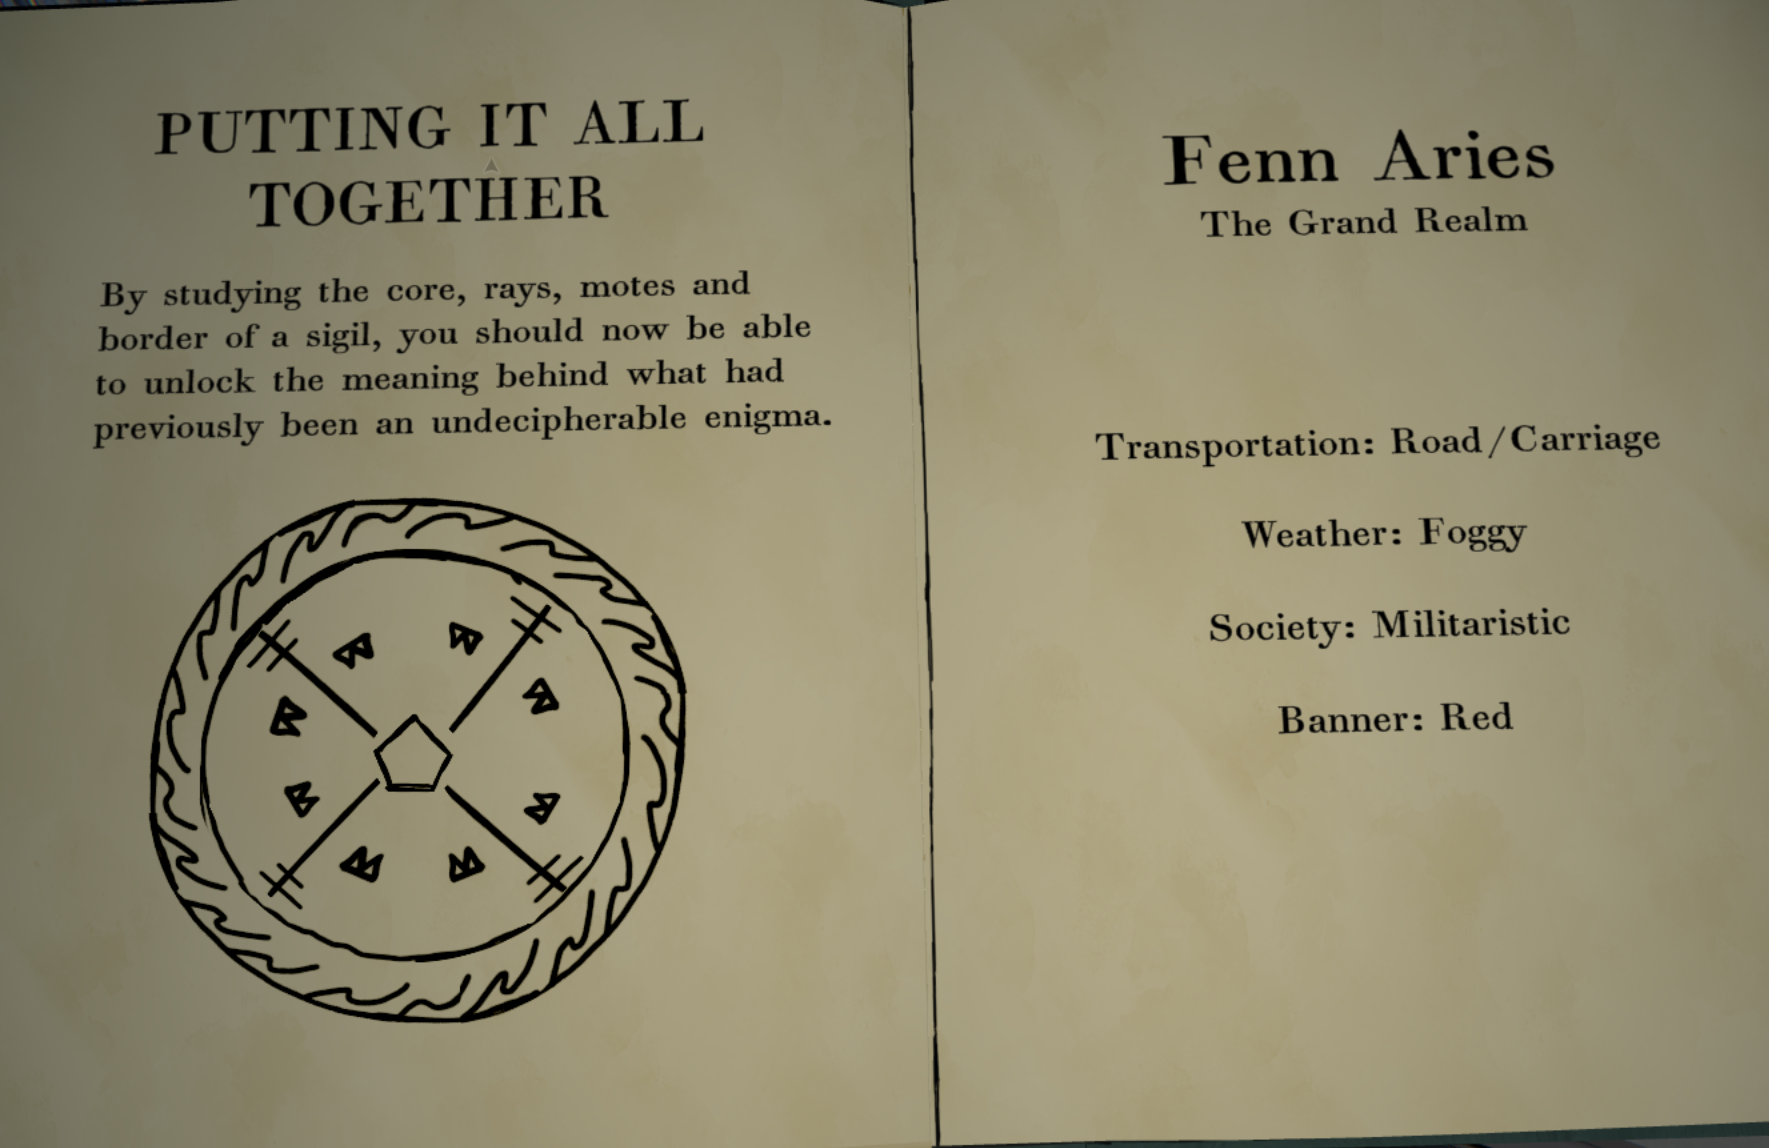 PUTTING IT ALL
TOGETHER
By studying the core, rays, motes and
border of a sigil, you should now be able
to unlock the meaning behind what had
previously been an undecipherable enigma.
Fenn Aries
The Grand Realm
Transportation: Road/Carriage
Weather: Foggy
Society: Militaristic
Banner: Red